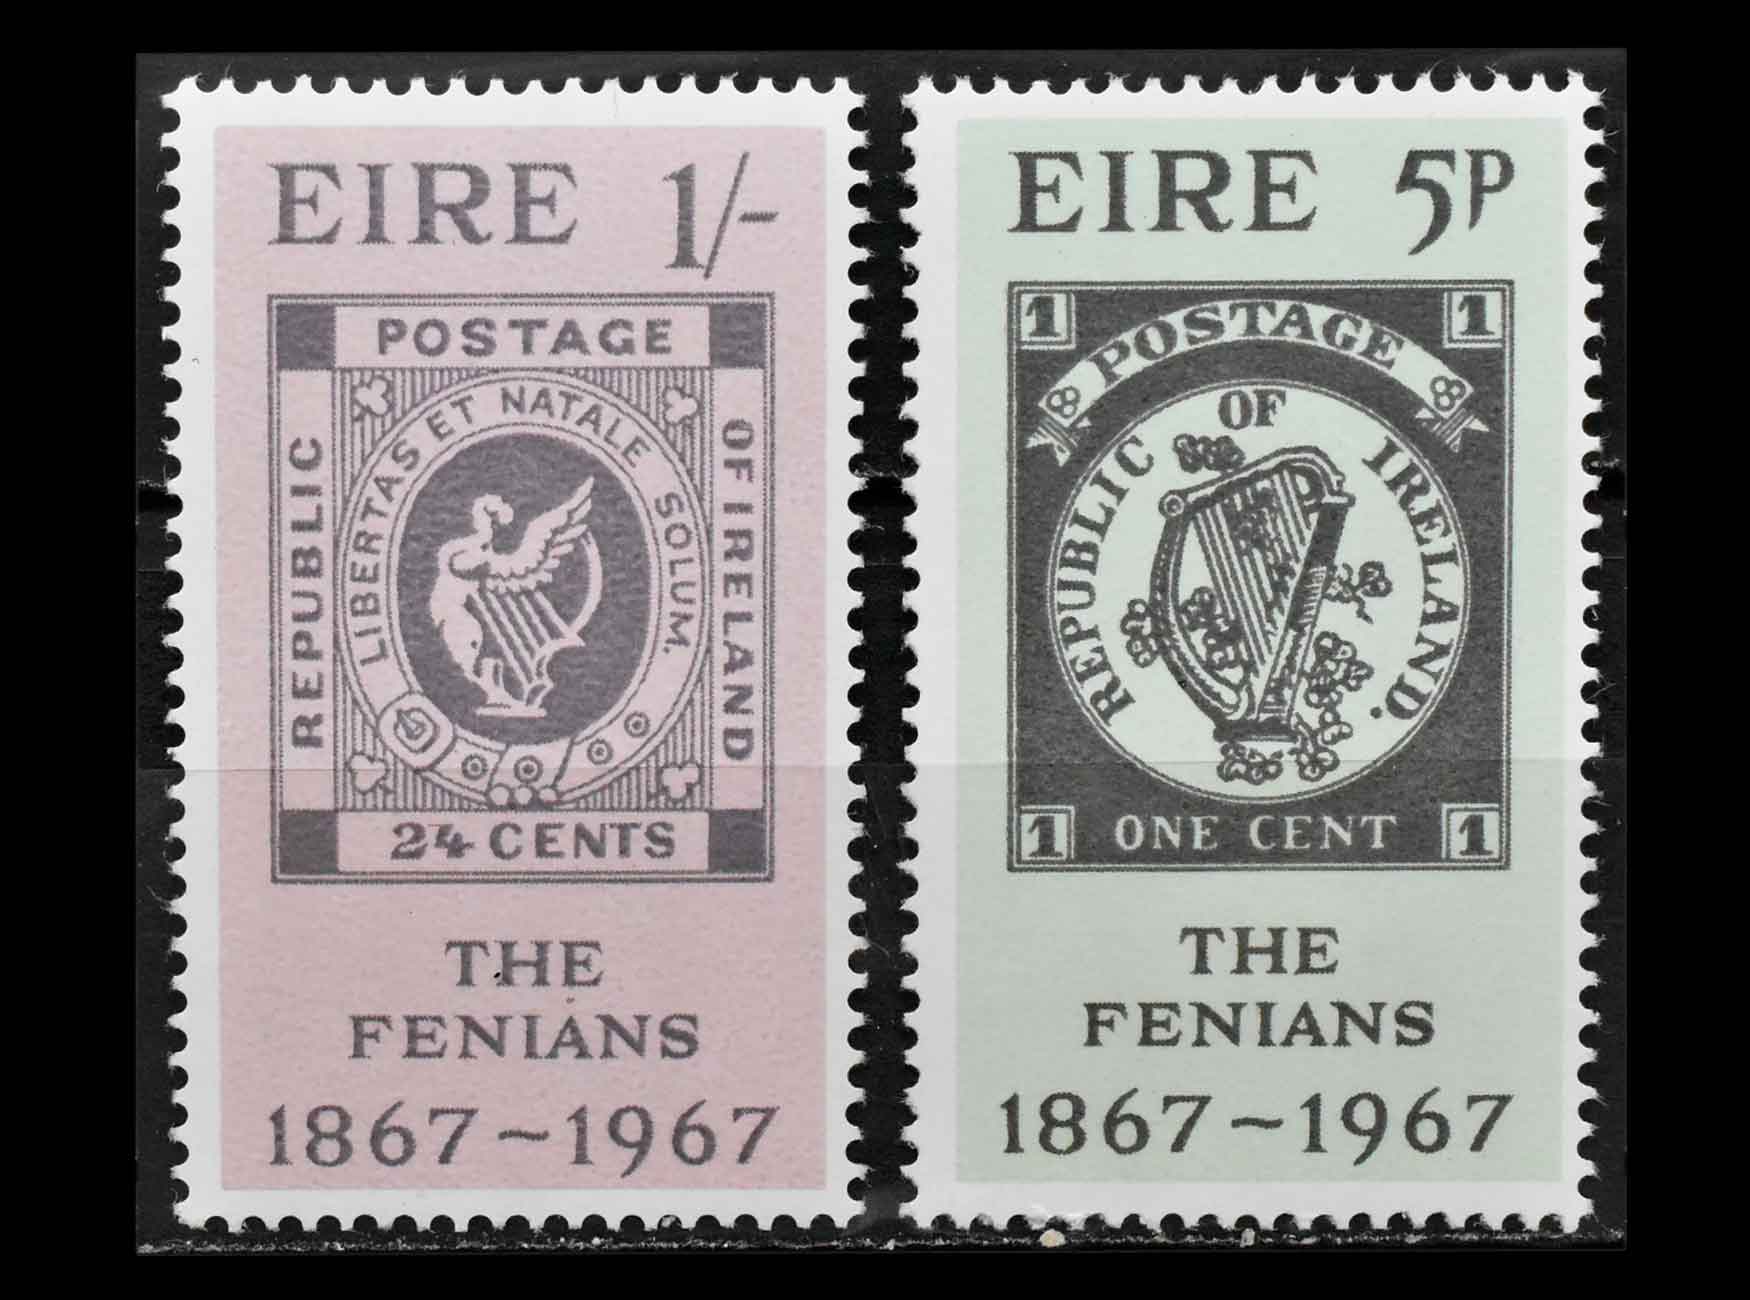 EIRE 1/-
POSTAGE
REPUBLIC
OF IRELAND
LIBERTAS ET NATALE SOLUM.
24 CENTS
THE
FENIANS
1867~1967
EIRE 5P
1 1
POSTAGE
REPUBLIC OF IRELAND.
1 ONE CENT 1
THE
FENIANS
1867~1967